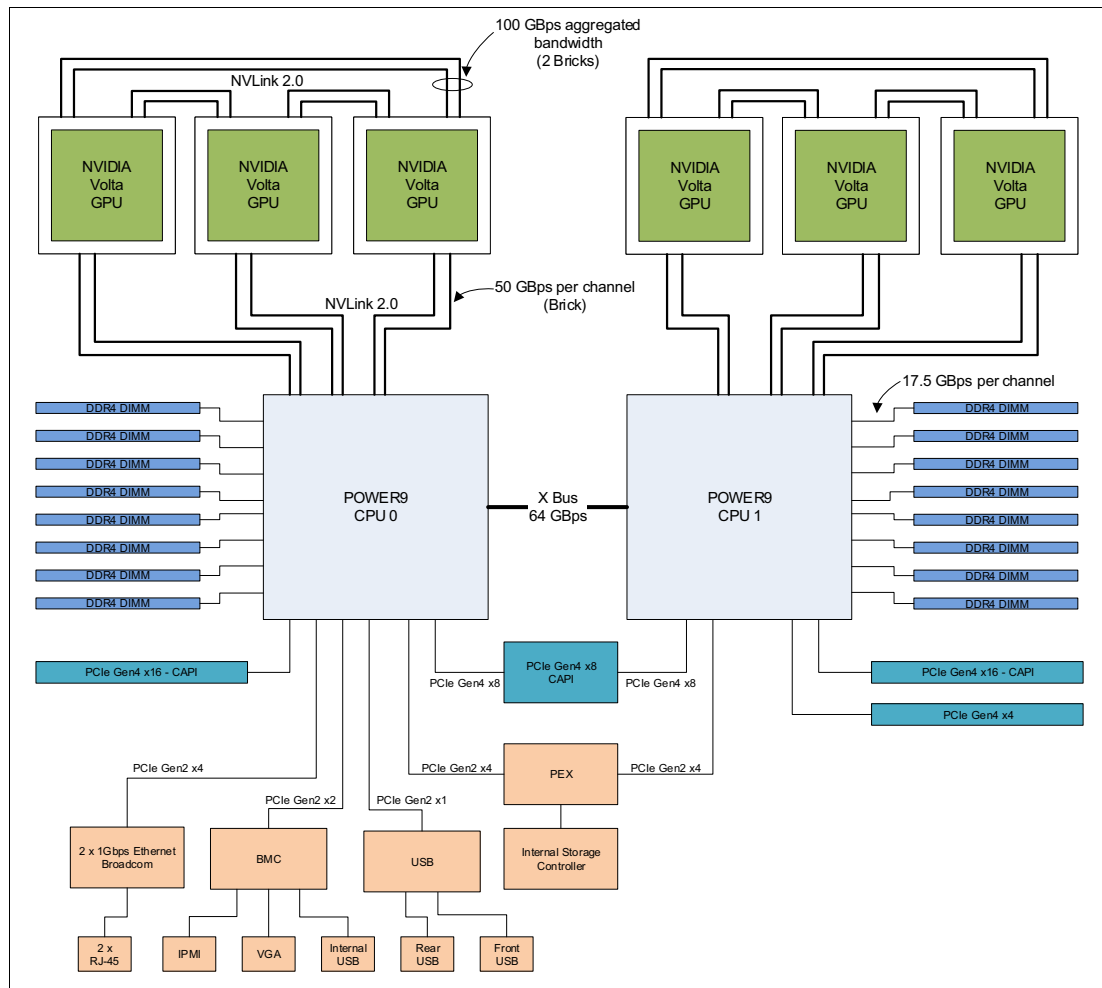 100 GBps aggregated
bandwidth
(2 Bricks)
NVLink 2.0
NVIDIA
Volta
GPU
NVIDIA
Volta
GPU
NVIDIA
Volta
GPU
NVIDIA
Volta
GPU
NVIDIA
Volta
GPU
NVIDIA
Volta
GPU
NVLink 2.0
50 GBps per channel
(Brick)
17.5 GBps per channel
DDR4 DIMM
DDR4 DIMM
DDR4 DIMM
DDR4 DIMM
DDR4 DIMM
DDR4 DIMM
DDR4 DIMM
DDR4 DIMM
POWER9
CPU 0
X Bus
64 GBps
POWER9
CPU 1
DDR4 DIMM
DDR4 DIMM
DDR4 DIMM
DDR4 DIMM
DDR4 DIMM
DDR4 DIMM
DDR4 DIMM
DDR4 DIMM
PCIe Gen4 x16 - CAPI
PCIe Gen4 x8
PCIe Gen4 x8
CAPI
PCIe Gen4 x8
PCIe Gen4 x16 - CAPI
PCIe Gen4 x4
PCIe Gen2 x4
PCIe Gen2 x2
PCIe Gen2 x1
PCIe Gen2 x4
PEX
PCIe Gen2 x4
2 x 1Gbps Ethernet
Broadcom
BMC
USB
Internal Storage
Controller
2 x
RJ-45
IPMI
VGA
Internal
USB
Rear
USB
Front
USB